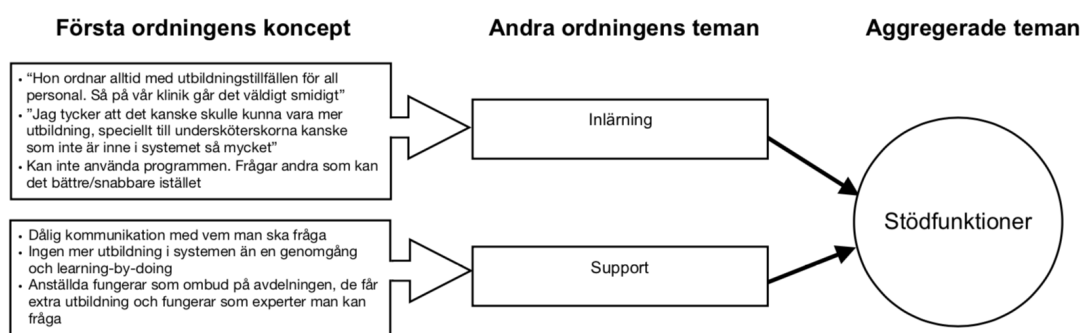 Första ordningens koncept
Andra ordningens teman
Aggregerade teman
• “Hon ordnar alltid med utbildningstillfällen för all
personal. Så på vår klinik går det väldigt smidigt”
• ”Jag tycker att det kanske skulle kunna vara mer
utbildning, speciellt till undersköterskorna kanske
som inte är inne i systemet så mycket”
• Kan inte använda programmen. Frågar andra som kan
det bättre/snabbare istället
Inlärning
• Dålig kommunikation med vem man ska fråga
• Ingen mer utbildning i systemen än en genomgång
och learning-by-doing
• Anställda fungerar som ombud på avdelningen, de får
extra utbildning och fungerar som experter man kan
fråga
Support
Stödfunktioner